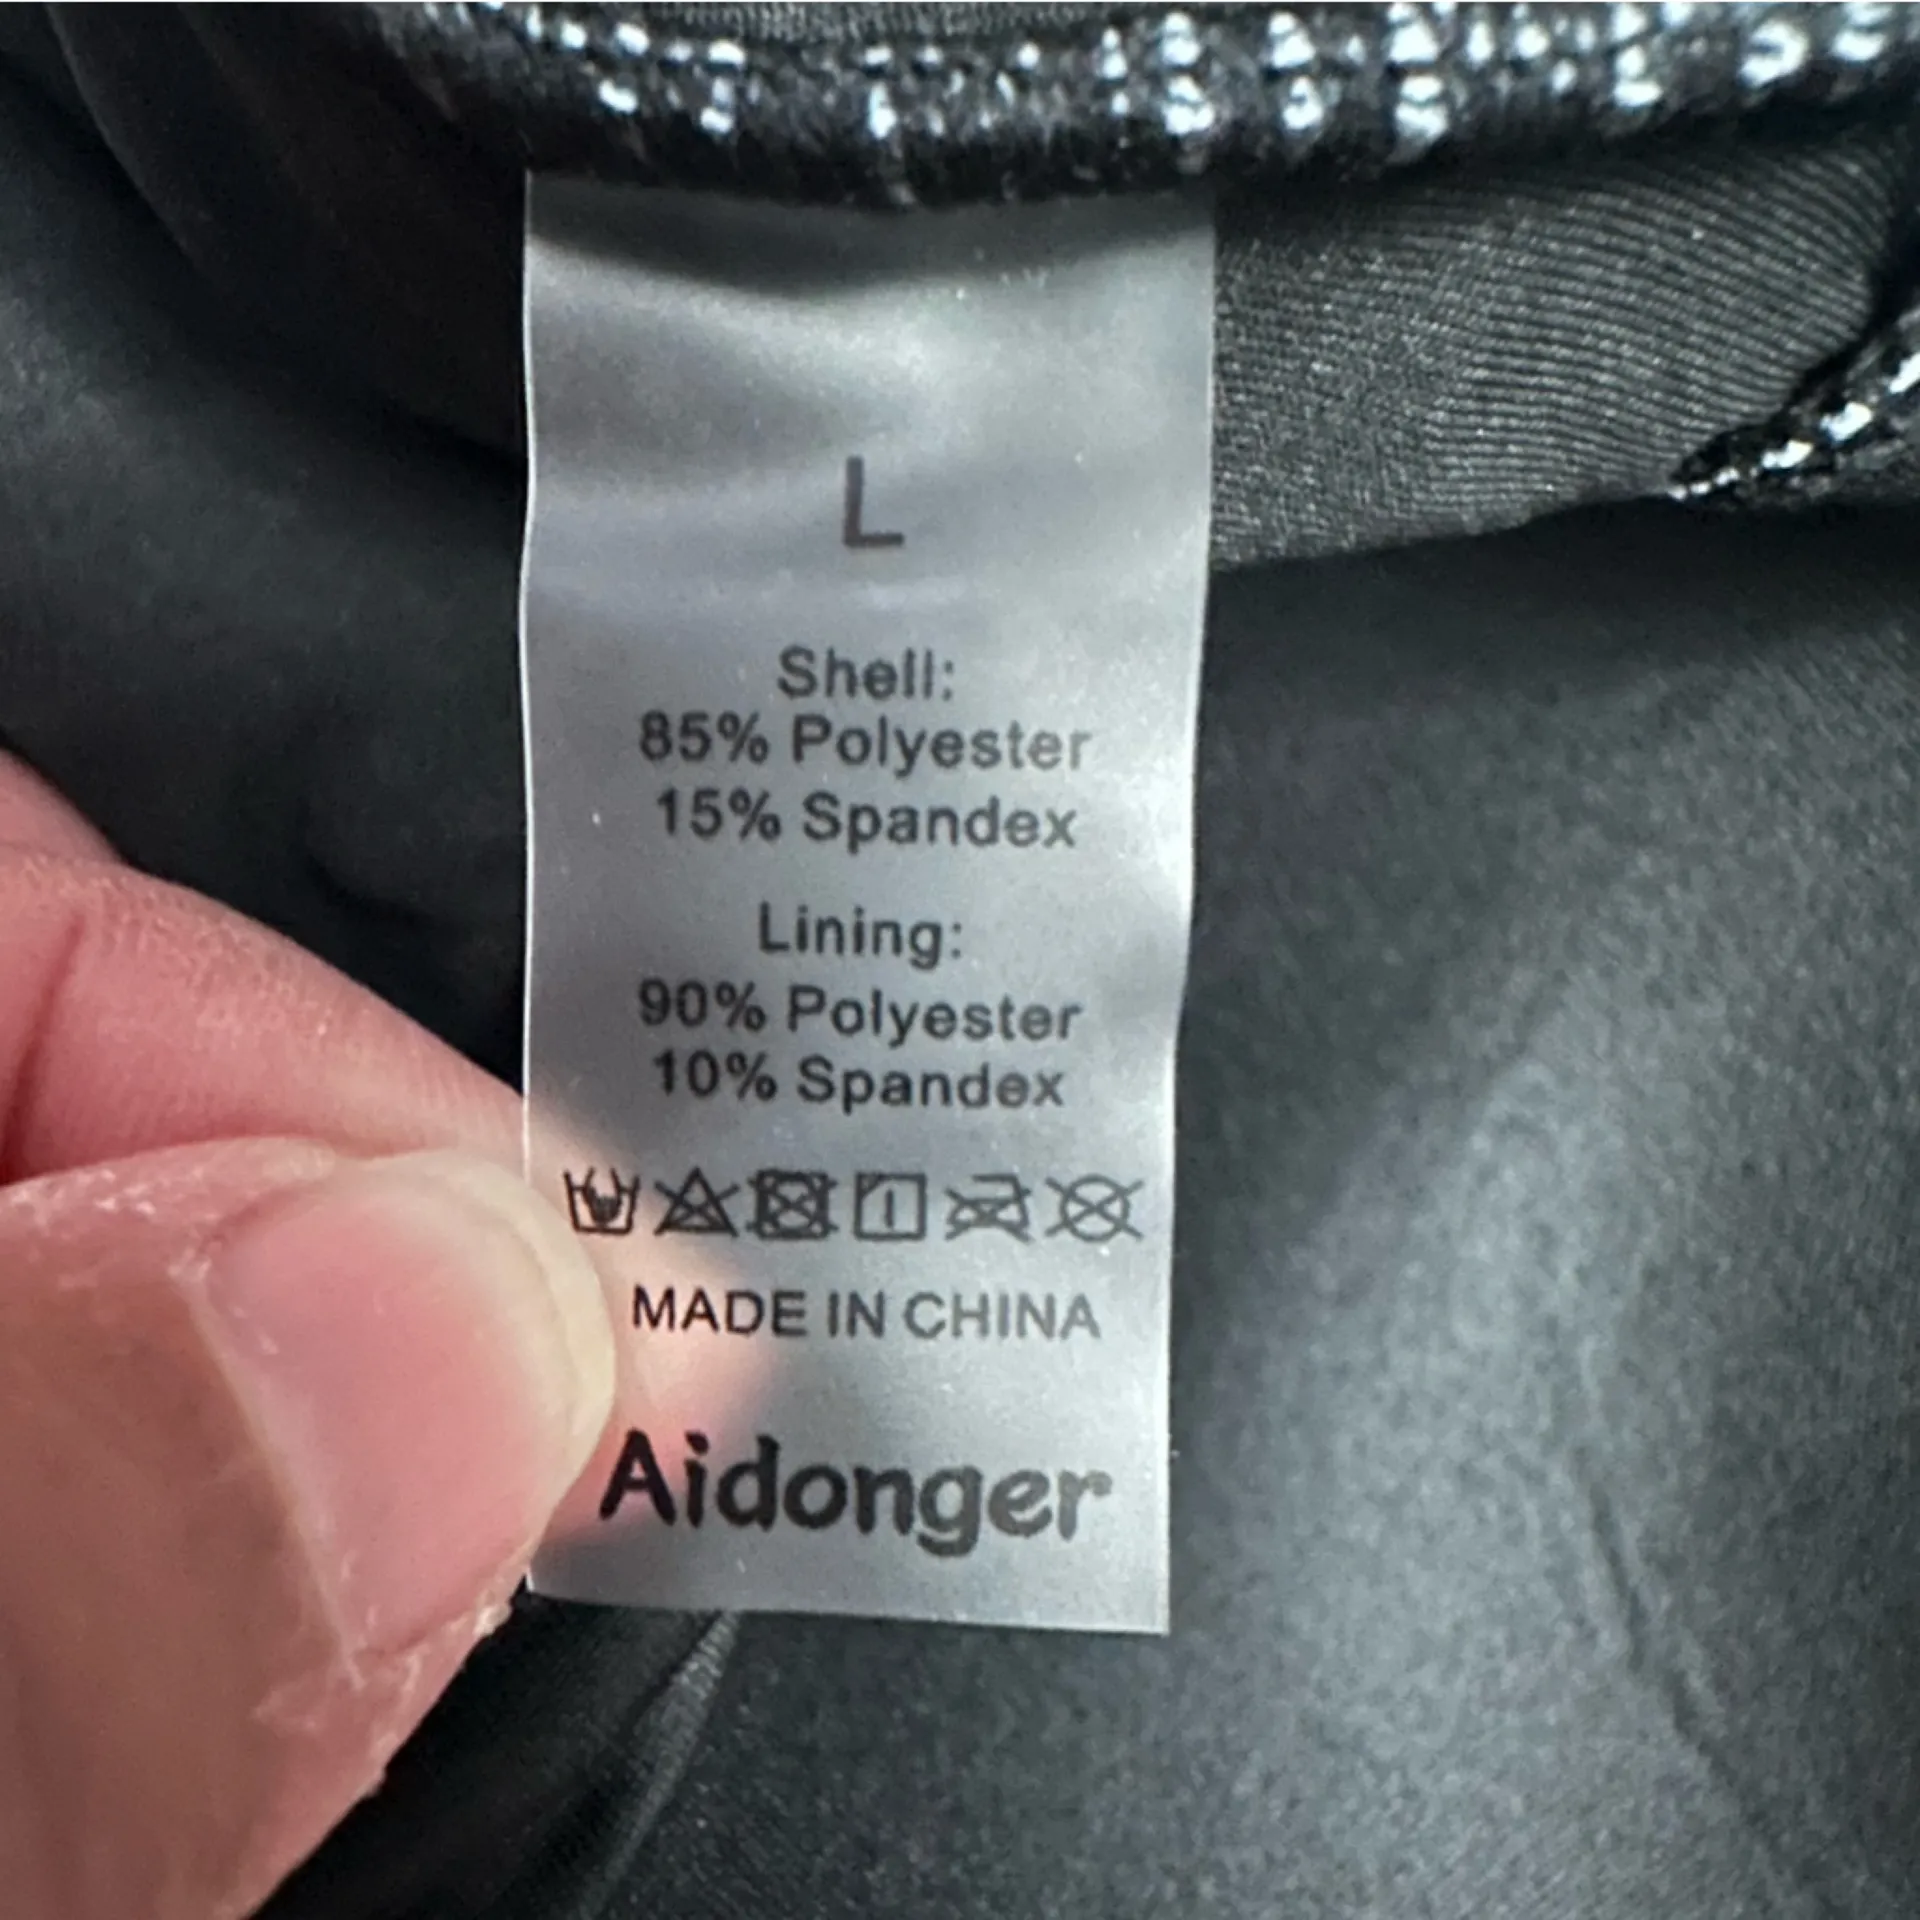 L
Shell:
85% Polyester
15% Spandex
Lining:
90% Polyester
10% Spandex
MADE IN CHINA
Aidonger